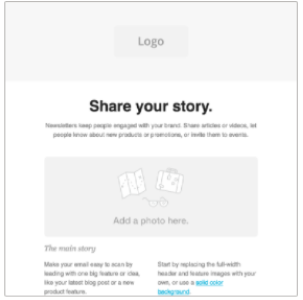 Logo
Share your story.
Newsletters keep people engaged with your brand. Share articles or videos, let
people know about new products or promotions, or invite them to events.
Add a photo here.
The main story
Make your email easy to scan by
leading with one big feature or idea,
like your latest blog post or a new
product feature.
Start by replacing the full-width
header and feature images with your
own, or use a solid color
background.